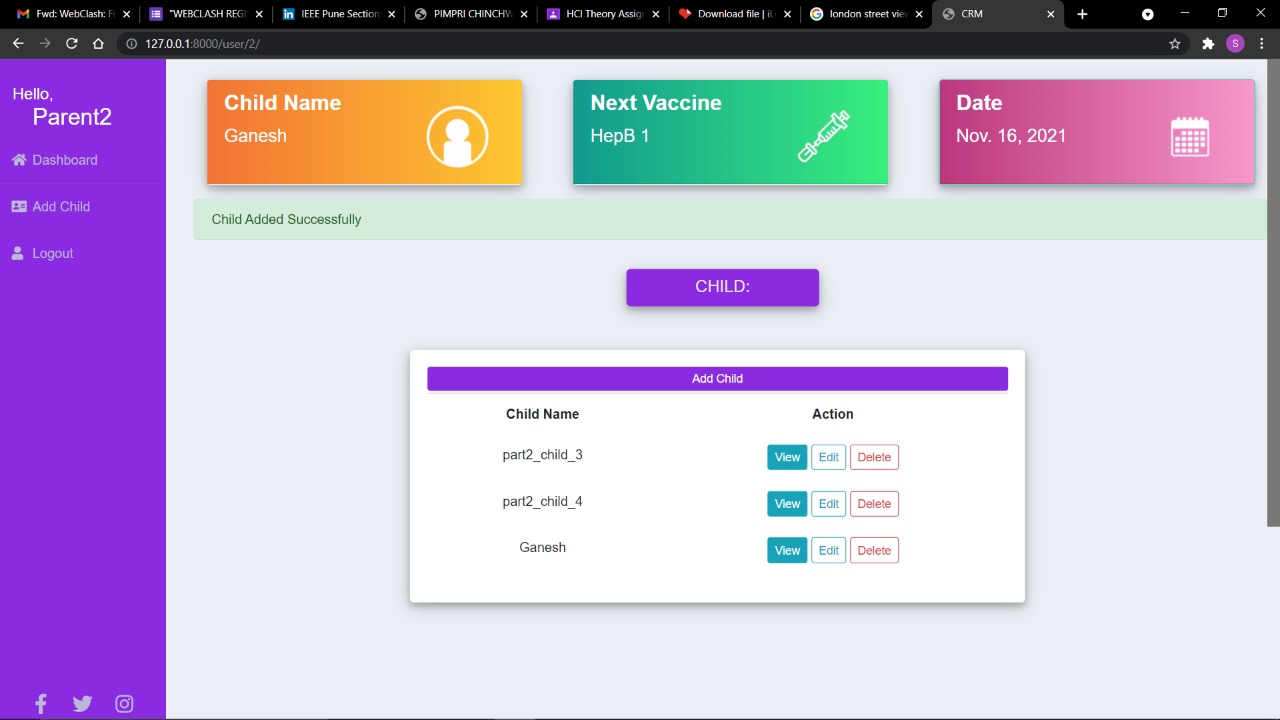 Fwd: WebClash: F
"WEBCLASH REGI
IEEE Pune Section
PIMPRI CHINCHW
HCI Theory Assig
Download file | iL
london street view
CRM
127.0.0.1:8000/user/2/
S
Hello,
Parent2
Dashboard
Add Child
Logout
Child Name
Ganesh
Next Vaccine
HepB 1
Date
Nov. 16, 2021
Child Added Successfully
CHILD:
Add Child
Child Name Action
part2_child_3 View Edit Delete
part2_child_4 View Edit Delete
Ganesh View Edit Delete